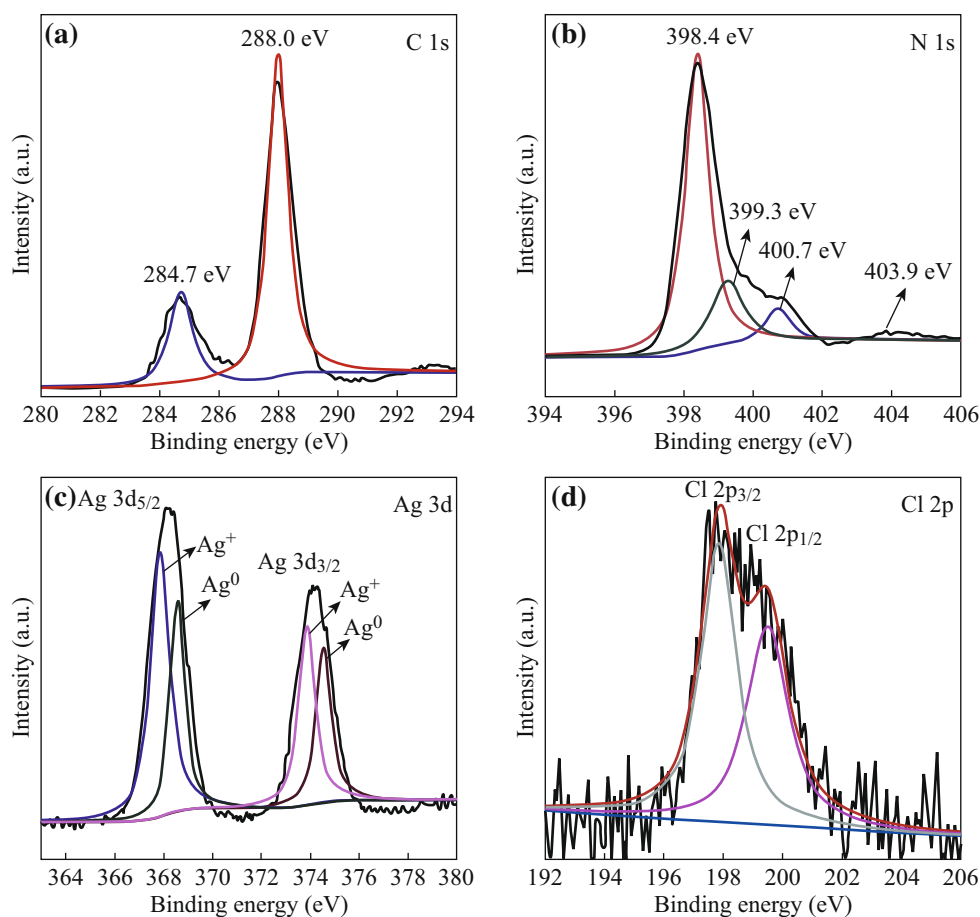 (a)
288.0 eV
C 1s
284.7 eV
Intensity (a.u.)
280 282 284 286 288 290 292 294
Binding energy (eV)
(b)
398.4 eV
N 1s
399.3 eV
400.7 eV
403.9 eV
Intensity (a.u.)
394 396 398 400 402 404 406
Binding energy (eV)
(c)
Ag 3d5/2
Ag 3d
Ag+
Ag0
Ag 3d3/2
Ag+
Ag0
Intensity (a.u.)
364 366 368 370 372 374 376 378 380
Binding energy (eV)
(d)
Cl 2p3/2
Cl 2p
Cl 2p1/2
Intensity (a.u.)
192 194 196 198 200 202 204 206
Binding energy (eV)